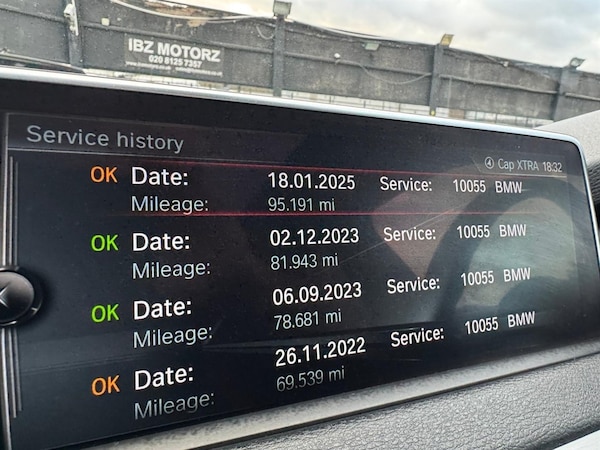 IBZ MOTORZ
020 8125 7357
Service history
4 Cap XTRA 18:32
OK Date: 18.01.2025 Service: 10055 BMW
Mileage: 95.191 mi
OK Date: 02.12.2023 Service: 10055 BMW
Mileage: 81.943 mi
OK Date: 06.09.2023 Service: 10055 BMW
Mileage: 78.681 mi
OK Date: 26.11.2022 Service: 10055 BMW
Mileage: 69.539 mi